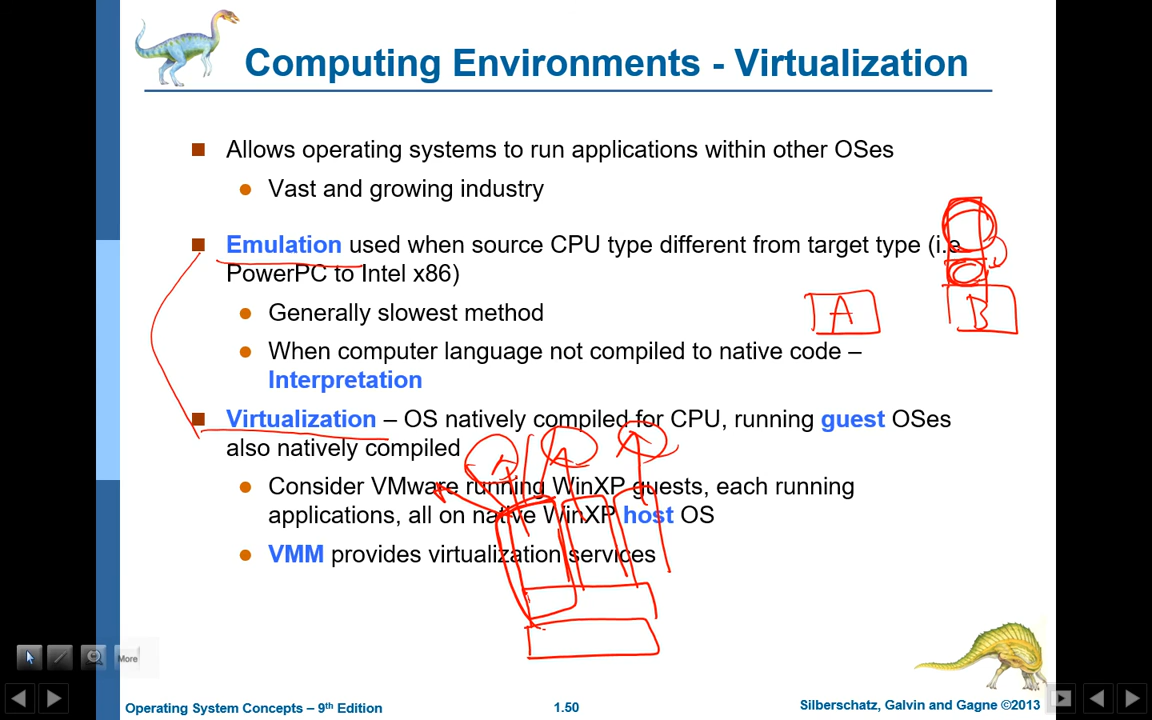 Computing Environments - Virtualization
Allows operating systems to run applications within other OSes
Vast and growing industry
Emulation used when source CPU type different from target type (i.e.
PowerPC to Intel x86)
Generally slowest method
A
B
When computer language not compiled to native code –
Interpretation
Virtualization – OS natively compiled for CPU, running guest OSes
also natively compiled
A
A
A
Consider VMware running WinXP guests, each running
applications, all on native WinXP host OS
VMM provides virtualization services
More
Operating System Concepts – 9th Edition
1.50
Silberschatz, Galvin and Gagne ©2013